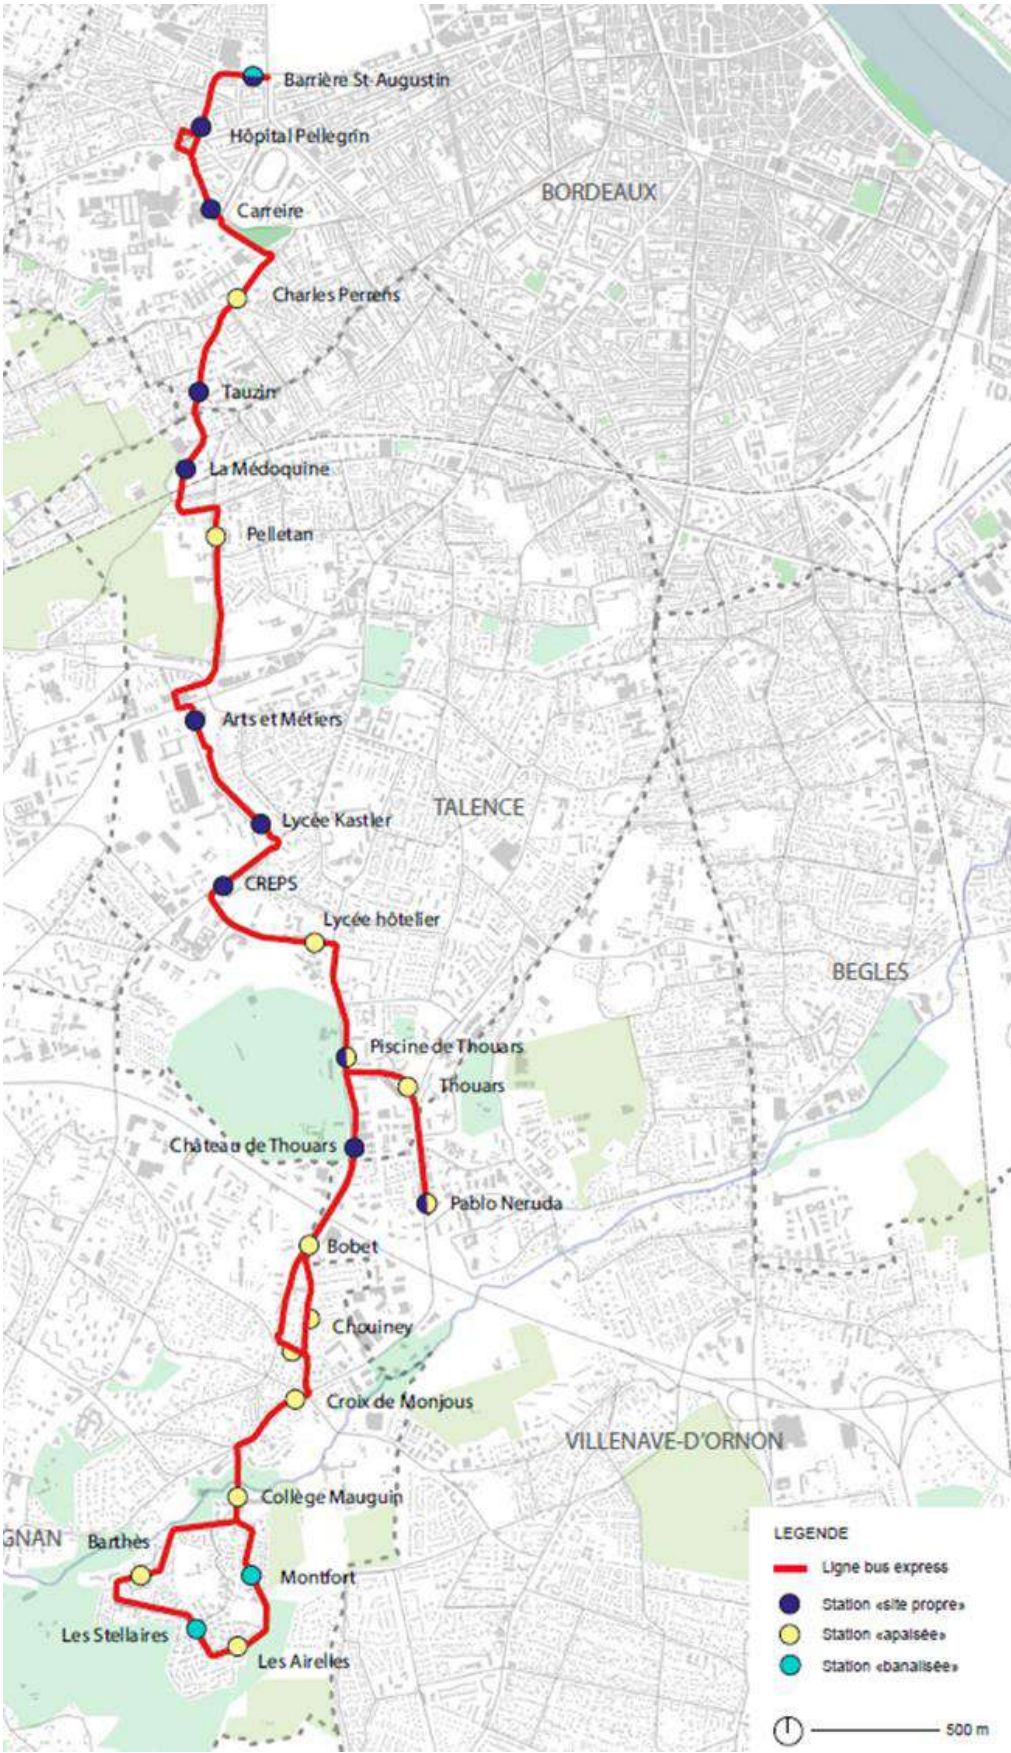 Barrière St-Augustin
Hôpital Pellegrin
BORDEAUX
Carreire
Charles Perrens
Tauzin
La Médoquine
Pelletan
Arts et Métiers
TALENCE
Lycée Kastler
CREPS
Lycée hôtelier
BEGLES
Piscine de Thouars
Thouars
Château de Thouars
Pablo Neruda
Bobet
Chouiney
Croix de Monjous
VILLENAVE-D'ORNON
Collège Mauguin
GNAN
Barthès
Montfort
Les Stellaires
Les Airelles
LEGENDE
Ligne bus express
Station «site propre»
Station «apaisée»
Station «banalisée»
500 m